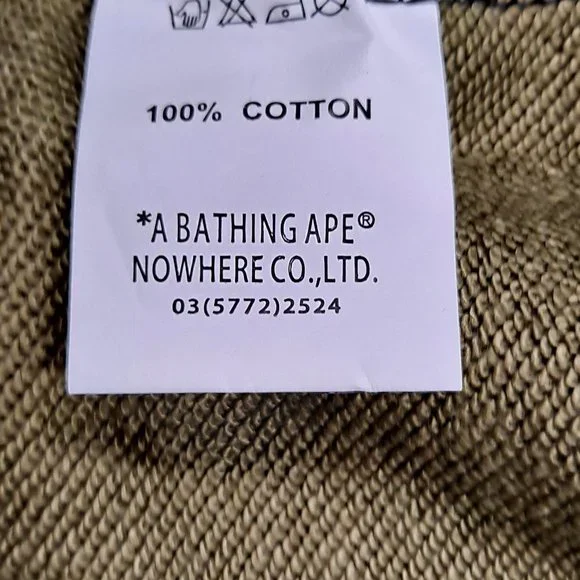 100% COTTON
*A BATHING APE®
NOWHERE CO.,LTD.
03(5772)2524